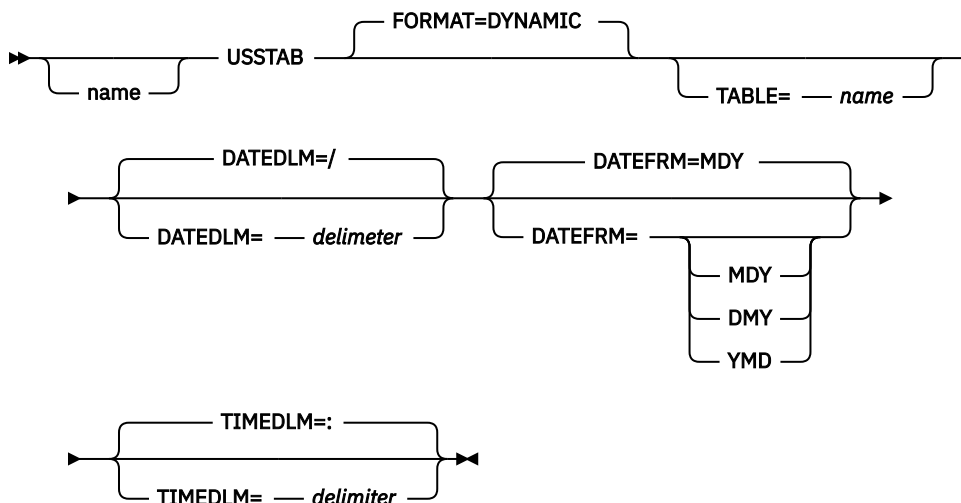 FORMAT=DYNAMIC
USSTAB
name
TABLE= name
DATEDLM=/ DATEFRM=MDY
DATEDLM= delimeter DATEFRM=
MDY
DMY
YMD
TIMEDLM=:
TIMEDLM= delimiter